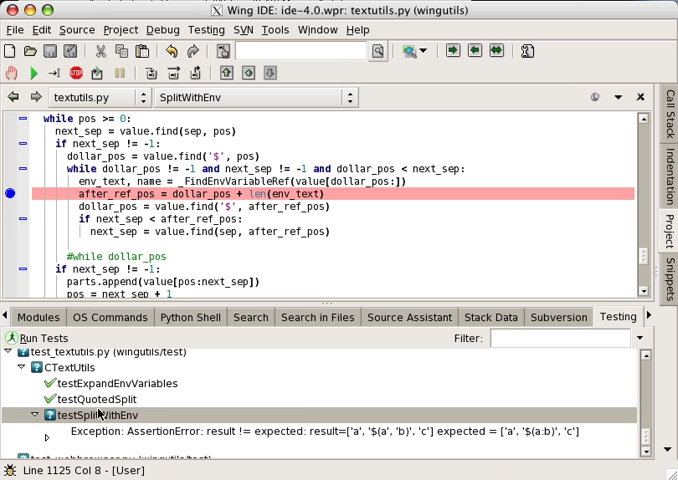 Wing IDE: ide-4.0.wpr: textutils.py (wingutils)
File Edit Source Project Debug Testing SVN Tools Window Help
textutils.py SplitWithEnv
while pos >= 0:
next_sep = value.find(sep, pos)
if next_sep != -1:
dollar_pos = value.find('$', pos)
while dollar_pos != -1 and next_sep != -1 and dollar_pos < next_sep:
env_text, name = _FindEnvVariableRef(value[dollar_pos:])
after_ref_pos = dollar_pos + len(env_text)
dollar_pos = value.find('$', after_ref_pos)
if next_sep < after_ref_pos:
next_sep = value.find(sep, after_ref_pos)
#while dollar_pos
if next_sep != -1:
parts.append(value[pos:next_sep])
pos = next_sep + 1
Call Stack
Indentation
Project
Snippets
Modules OS Commands Python Shell Search Search in Files Source Assistant Stack Data Subversion Testing
Run Tests Filter:
test_textutils.py (wingutils/test)
CTextUtils
testExpandEnvVariables
testQuotedSplit
testSplitWithEnv
Exception: AssertionError: result != expected: result=['a', '$(a', 'b)', 'c'] expected = ['a', '$(a:b)', 'c']
Line 1125 Col 8 - [User]